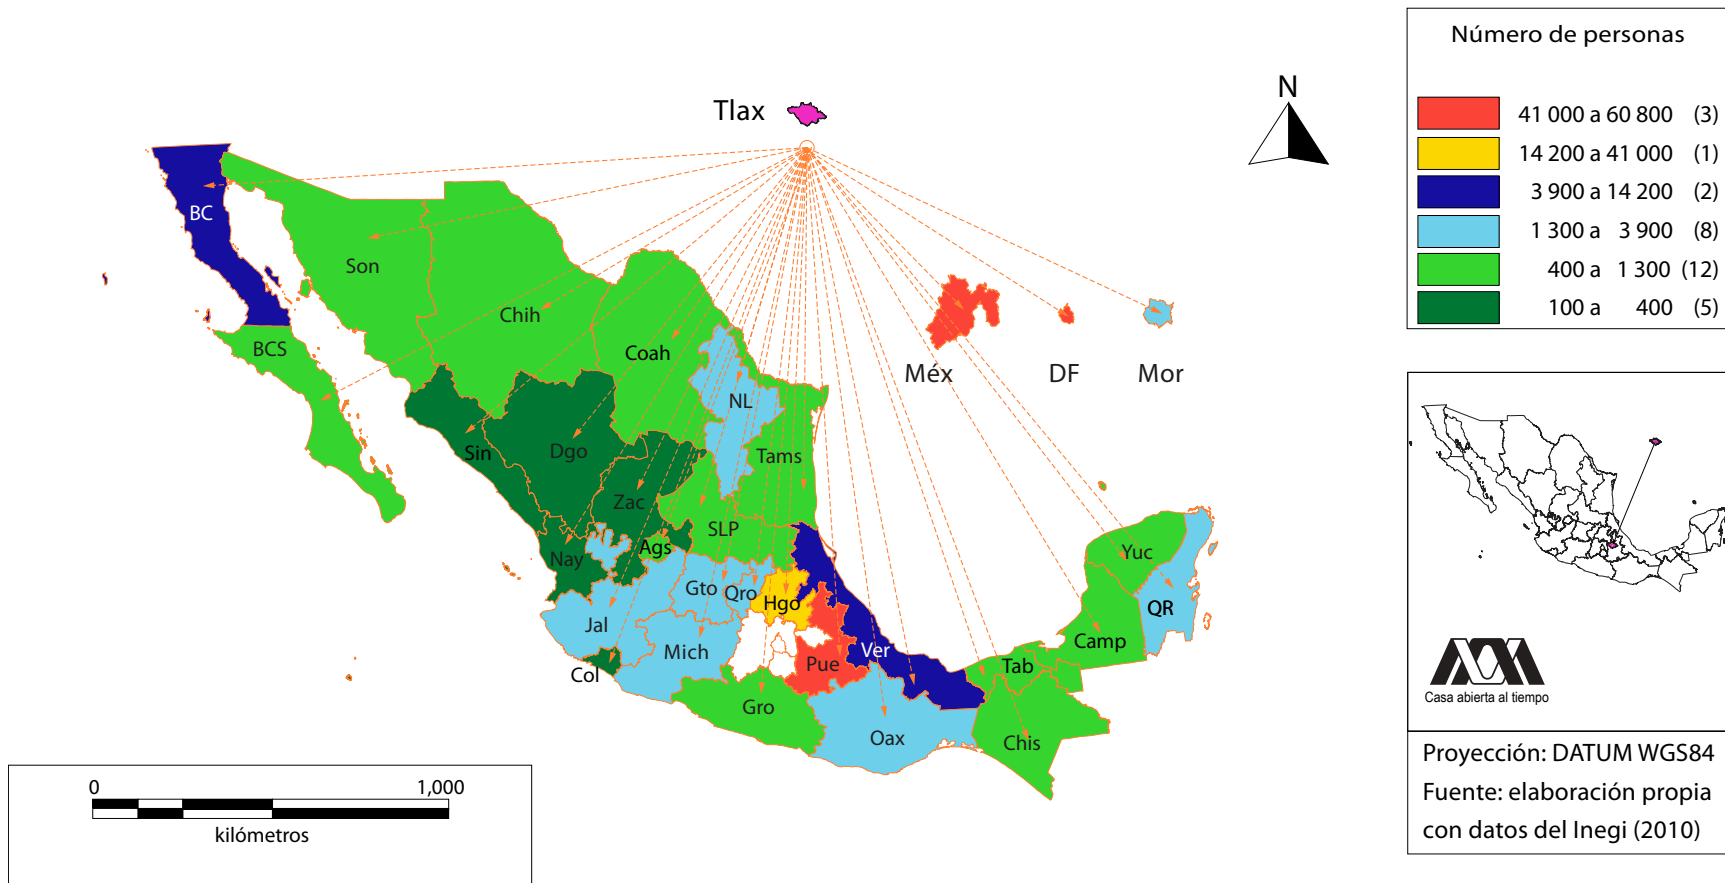 Número de personas
41 000 a 60 800 (3)
14 200 a 41 000 (1)
3 900 a 14 200 (2)
1 300 a 3 900 (8)
400 a 1 300 (12)
100 a 400 (5)
Tlax
N
BC
Son
Chih
BCS
Coah
NL
Méx
DF
Mor
Sin
Dgo
Tams
Zac
SLP
Ags
Nay
Yuc
Gto
Qro
Hgo
QR
Jal
Mich
Camp
Ver
Pue
Tab
Col
Gro
Oax
Chis
Casa abierta al tiempo
0 1,000
kilómetros
Proyección: DATUM WGS84
Fuente: elaboración propia
con datos del Inegi (2010)